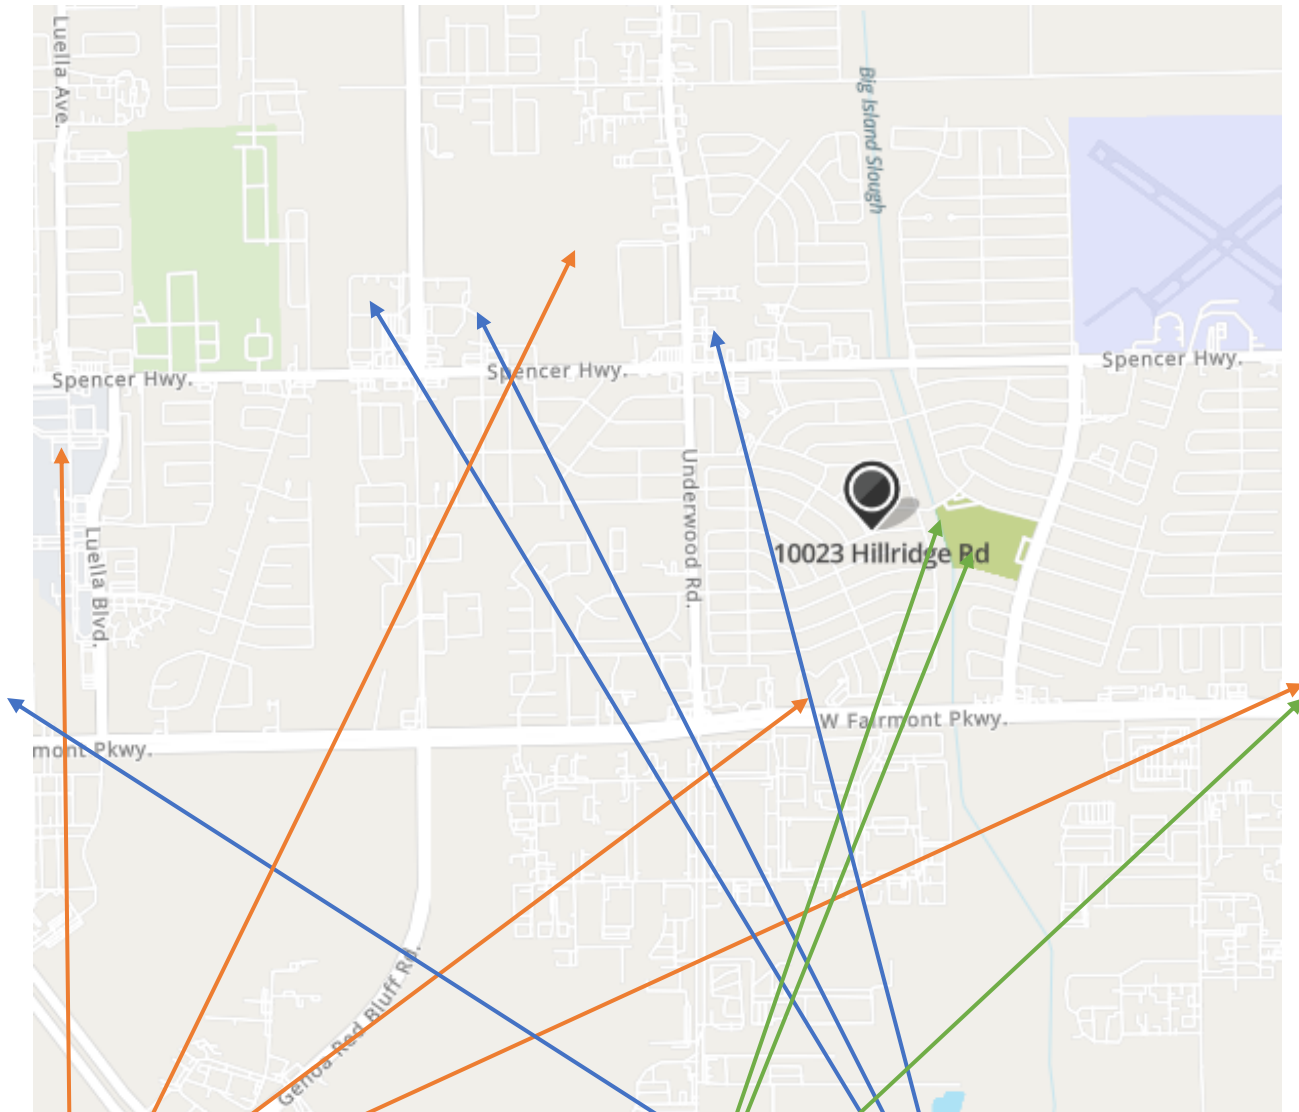 Luella Ave.
Big Island Slough
Spencer Hwy.
Spencer Hwy.
Spencer Hwy.
Underwood Rd.
Luella Blvd.
10023 Hillridge Pd
W Fairmont Pkwy.
mont Pkwy.
Genoa Red Bluff Rd.